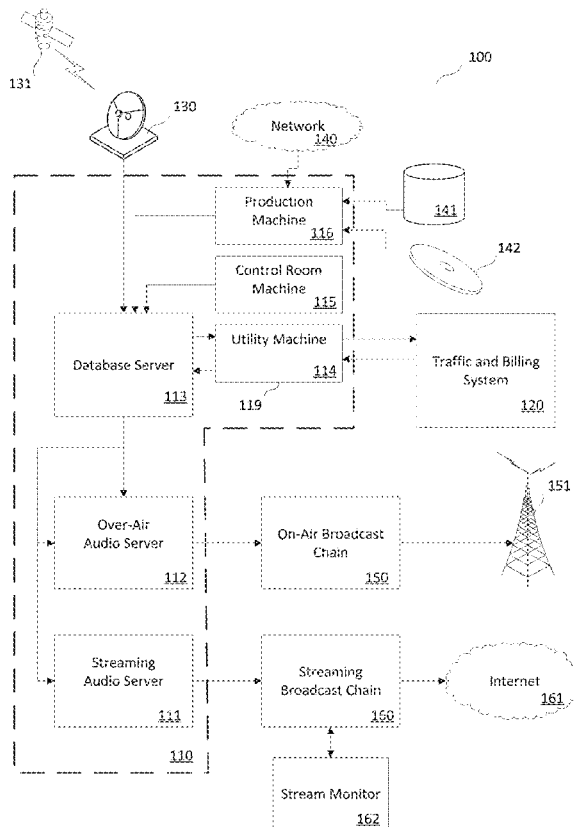 131
130
100
Network
140
Production
Machine
116
141
142
Control Room
Machine
115
Database Server
113
Utility Machine
114
119
Traffic and Billing
System
120
151
Over-Air
Audio Server
112
On-Air Broadcast
Chain
150
Streaming
Audio Server
111
Streaming
Broadcast Chain
160
Internet
161
110
Stream Monitor
162